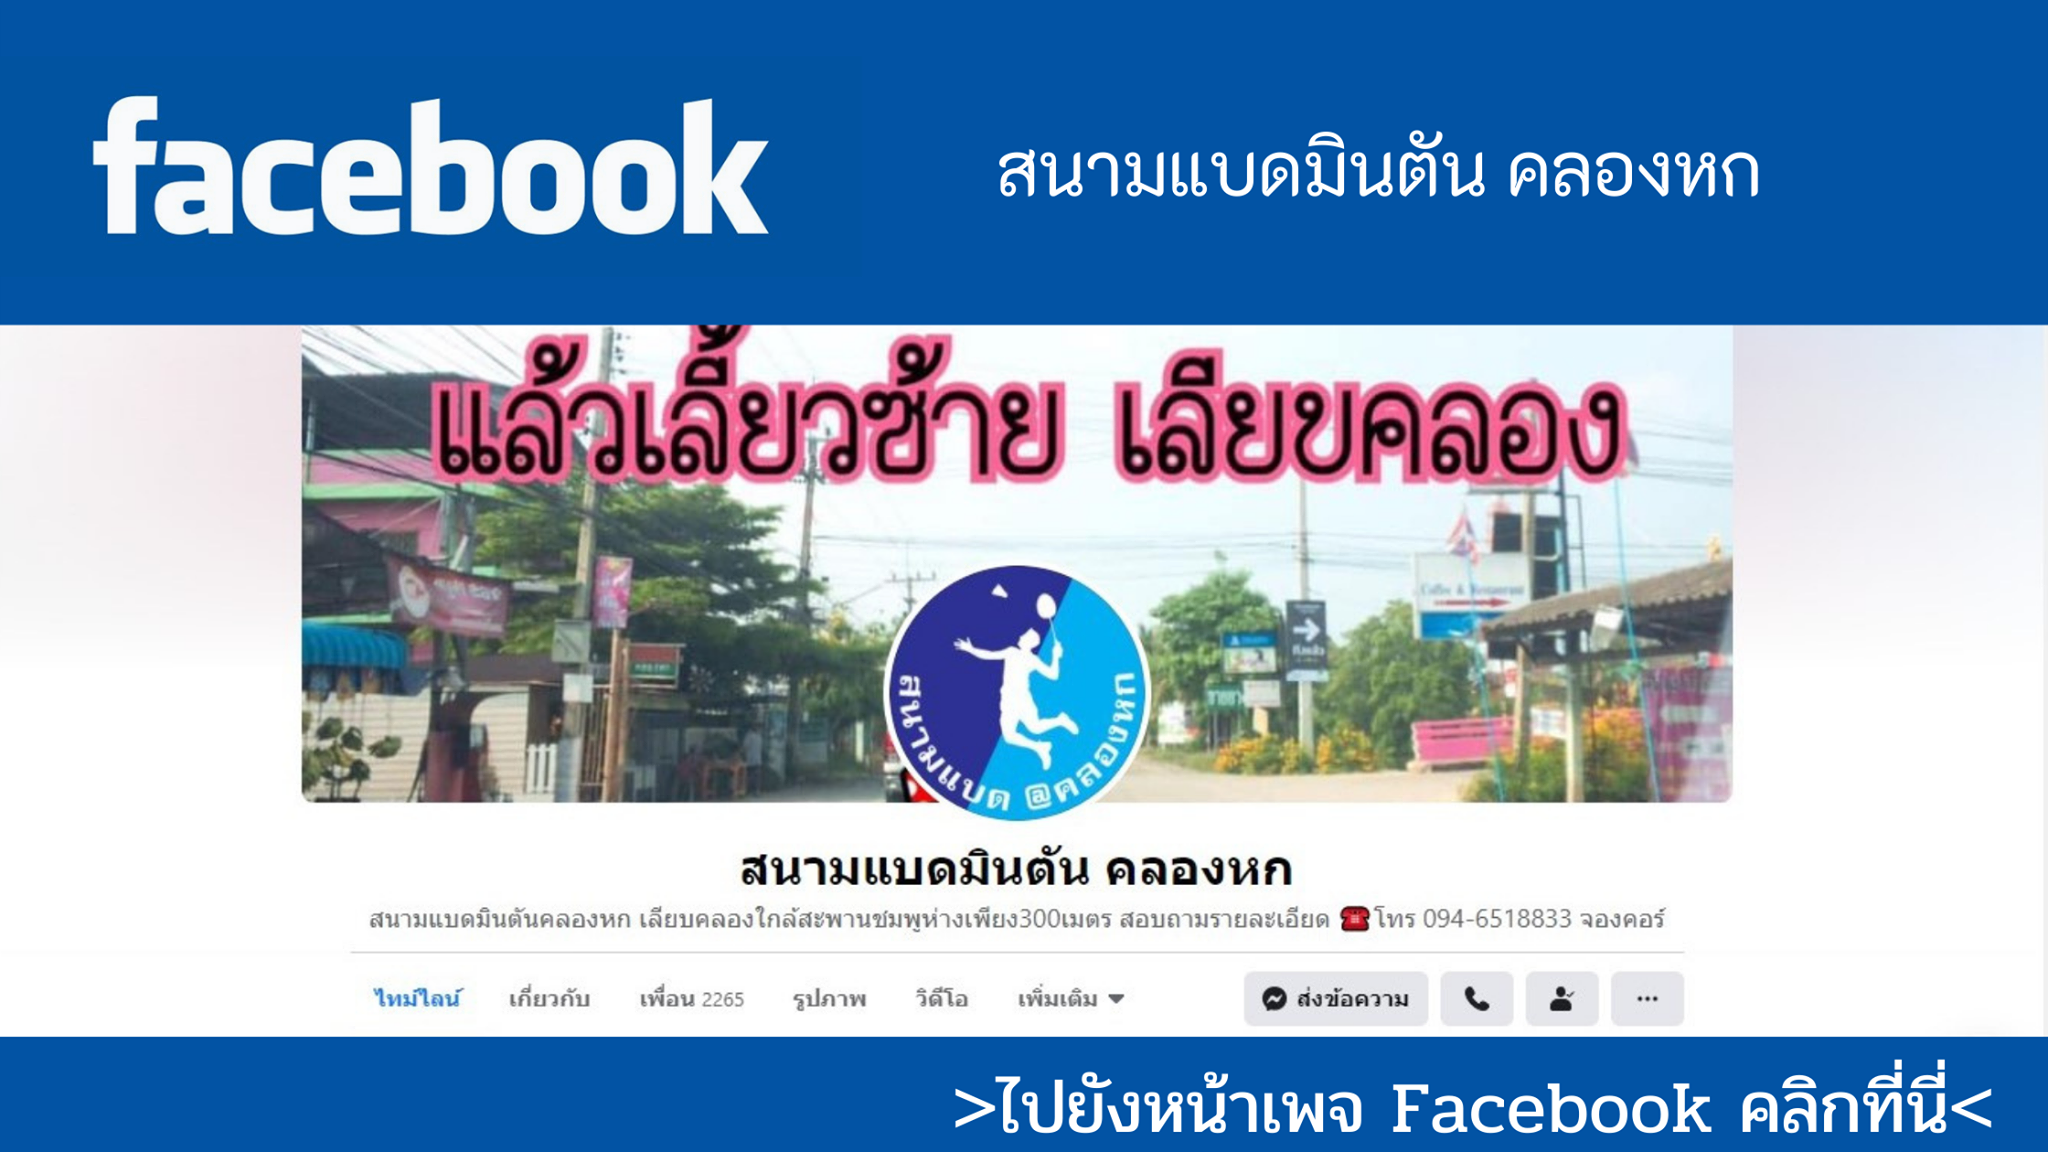 facebook
สนามแบดมินตัน คลองหก
แล้วเลี้ยวซ้าย เลียบคลอง
Coffee & Restaurant
สนามแบด @คลองหก
สนามแบดมินตัน คลองหก
สนามแบดมินตันคลองหก เลียบคลองใกล้สะพานชมพูห่างเพียง300เมตร สอบถามรายละเอียด ☎️โทร 094-6518833 จองคอร์
ไทม์ไลน์ เกี่ยวกับ เพื่อน 2265 รูปภาพ วิดีโอ เพิ่มเติม ส่งข้อความ
>ไปยังหน้าเพจ Facebook คลิกที่นี่<